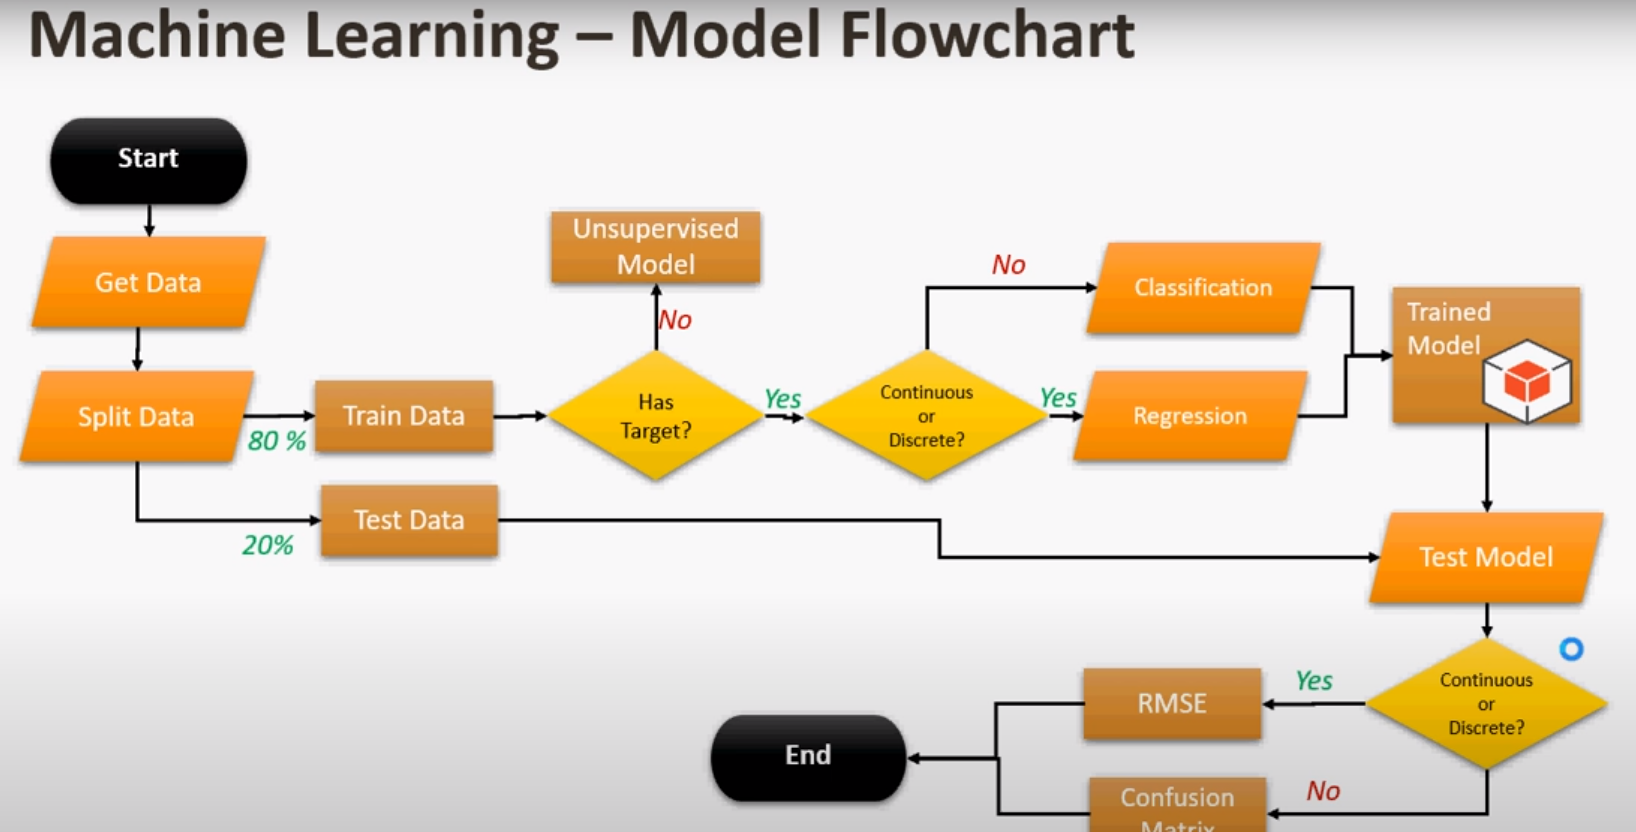 Machine Learning – Model Flowchart
Start
Get Data
Split Data
80 %
Train Data
20%
Test Data
Unsupervised
Model
No
Has
Target?
Yes
Continuous
or
Discrete?
No
Classification
Yes
Regression
Trained
Model
Test Model
Continuous
or
Discrete?
Yes
RMSE
No
Confusion
Matrix
End